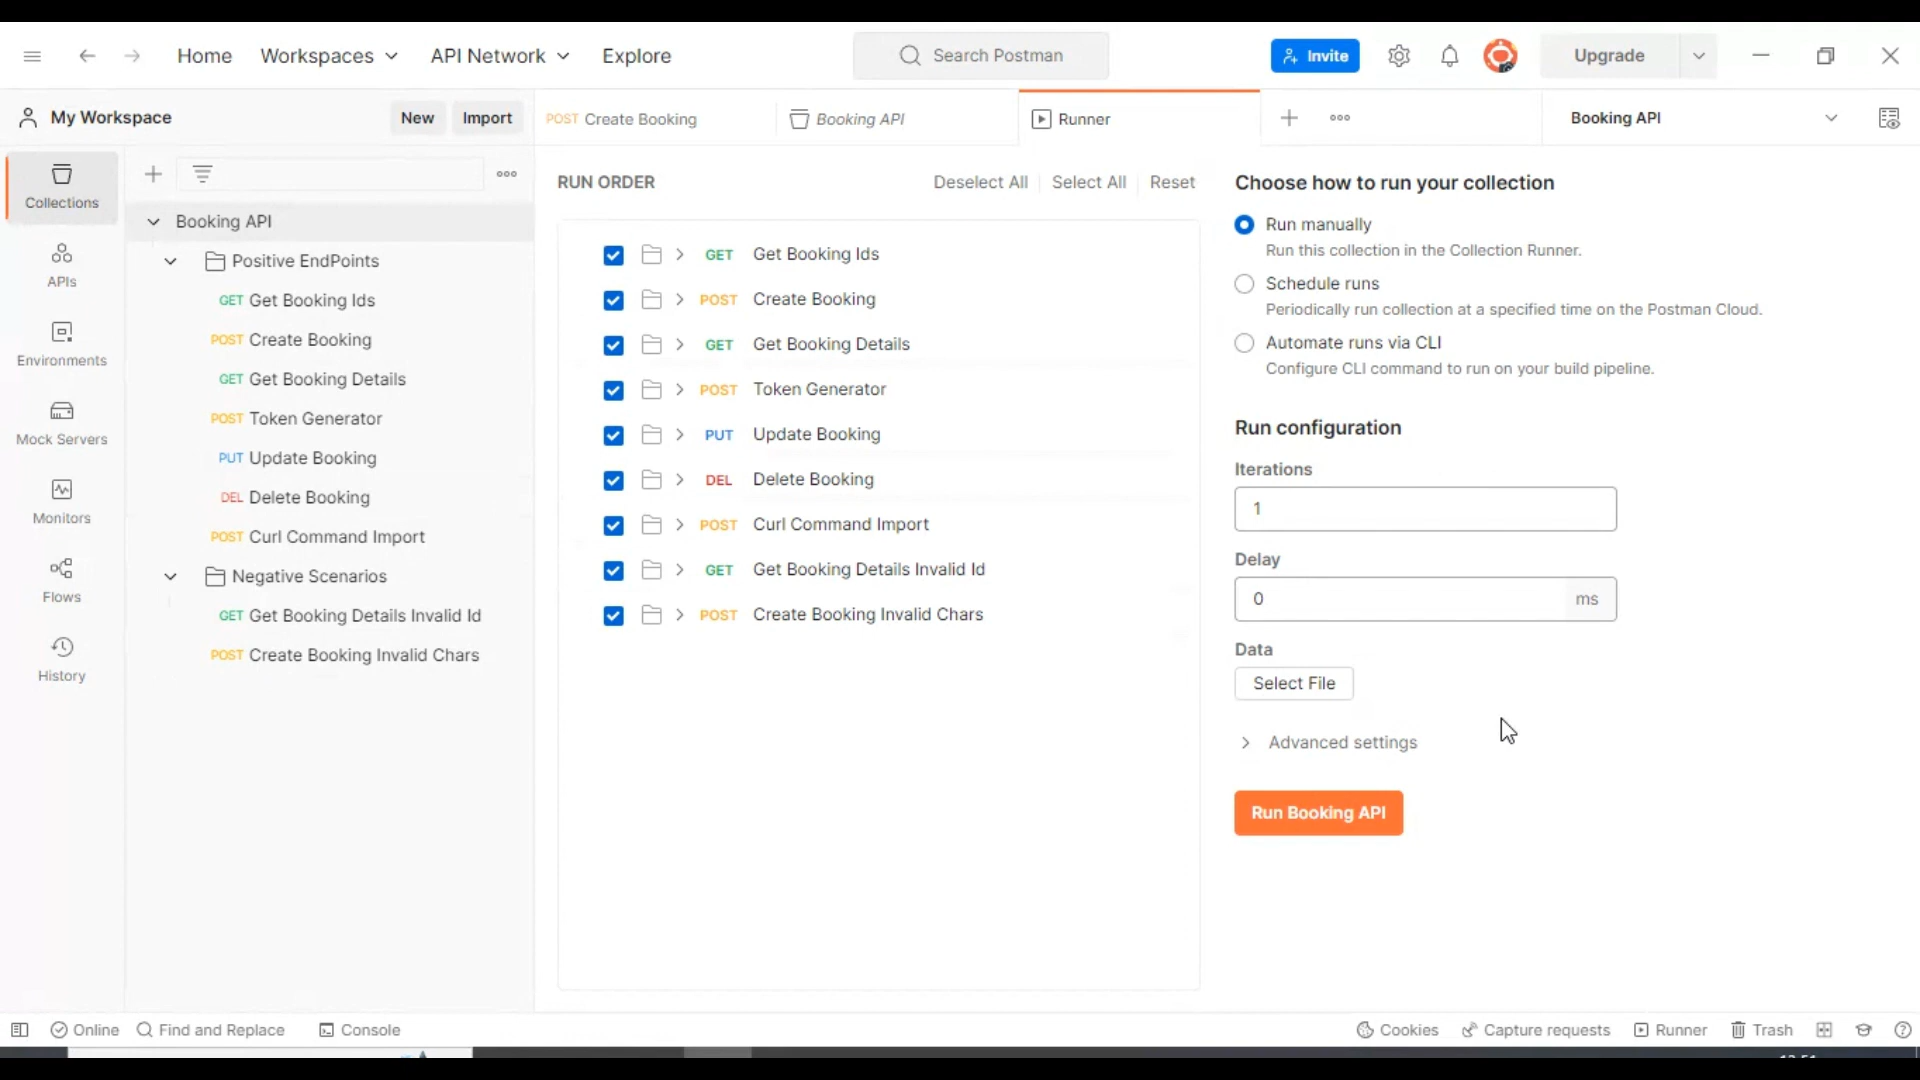 Home Workspaces API Network Explore Search Postman Invite Upgrade
My Workspace New Import POST Create Booking Booking API Runner Booking API
Collections
APIs
Environments
Mock Servers
Monitors
Flows
History
Booking API
Positive EndPoints
GET Get Booking Ids
POST Create Booking
GET Get Booking Details
POST Token Generator
PUT Update Booking
DEL Delete Booking
POST Curl Command Import
Negative Scenarios
GET Get Booking Details Invalid Id
POST Create Booking Invalid Chars
RUN ORDER Deselect All Select All Reset
GET Get Booking Ids
POST Create Booking
GET Get Booking Details
POST Token Generator
PUT Update Booking
DEL Delete Booking
POST Curl Command Import
GET Get Booking Details Invalid Id
POST Create Booking Invalid Chars
Choose how to run your collection
Run manually
Run this collection in the Collection Runner.
Schedule runs
Periodically run collection at a specified time on the Postman Cloud.
Automate runs via CLI
Configure CLI command to run on your build pipeline.
Run configuration
Iterations
1
Delay
0 ms
Data
Select File
Advanced settings
Run Booking API
Online Find and Replace Console Cookies Capture requests Runner Trash